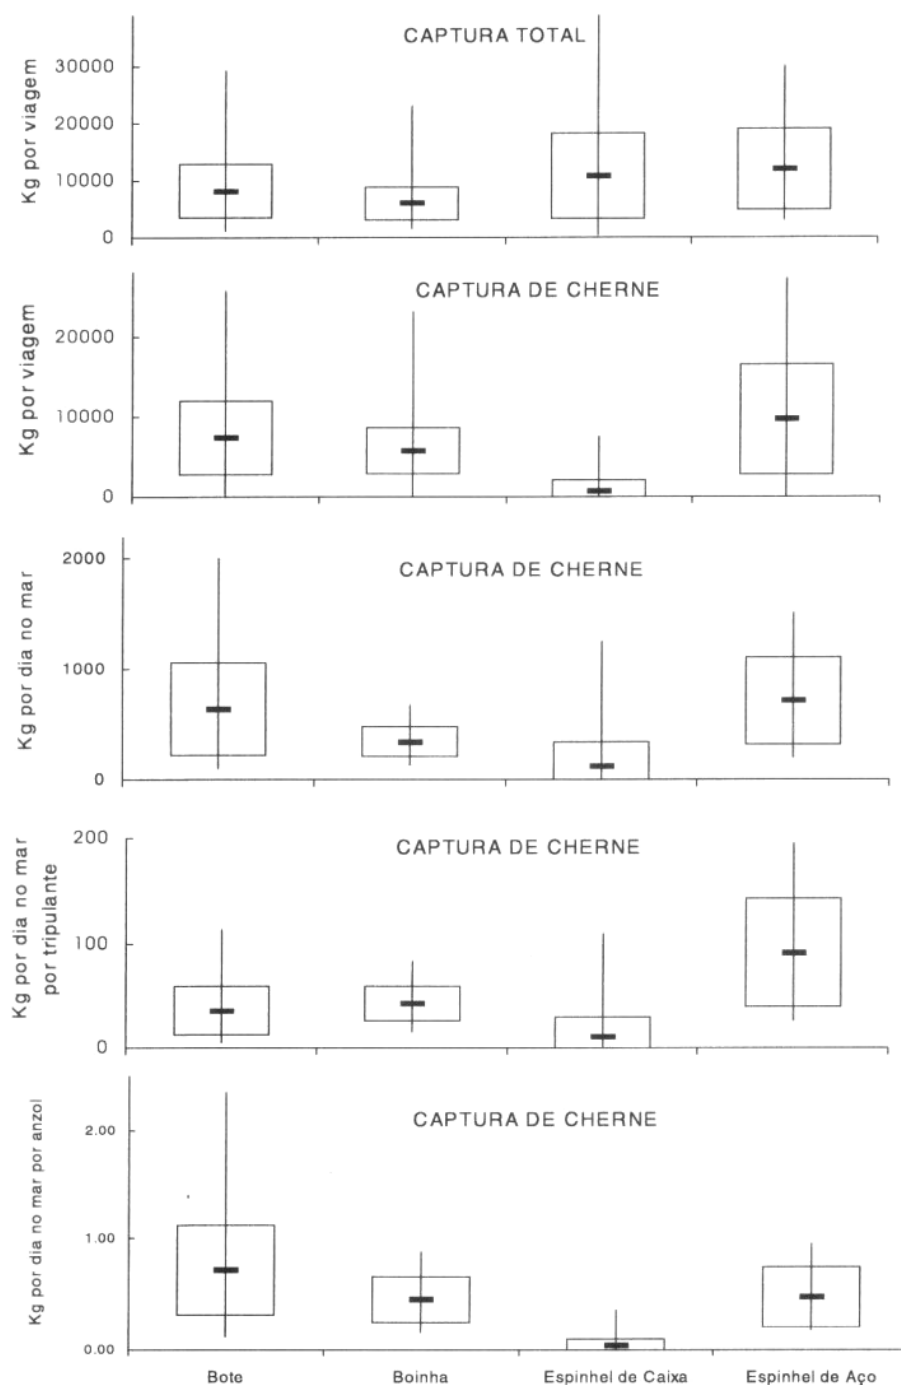 CAPTURA TOTAL
Kg por viagem
30000
20000
10000
0
CAPTURA DE CHERNE
Kg por viagem
20000
10000
0
CAPTURA DE CHERNE
Kg por dia no mar
2000
1000
0
CAPTURA DE CHERNE
Kg por dia no mar
por tripulante
200
100
0
CAPTURA DE CHERNE
Kg por dia no mar por anzol
2.00
1.00
0.00
Bote Boinha Espinhel de Caixa Espinhel de Aço